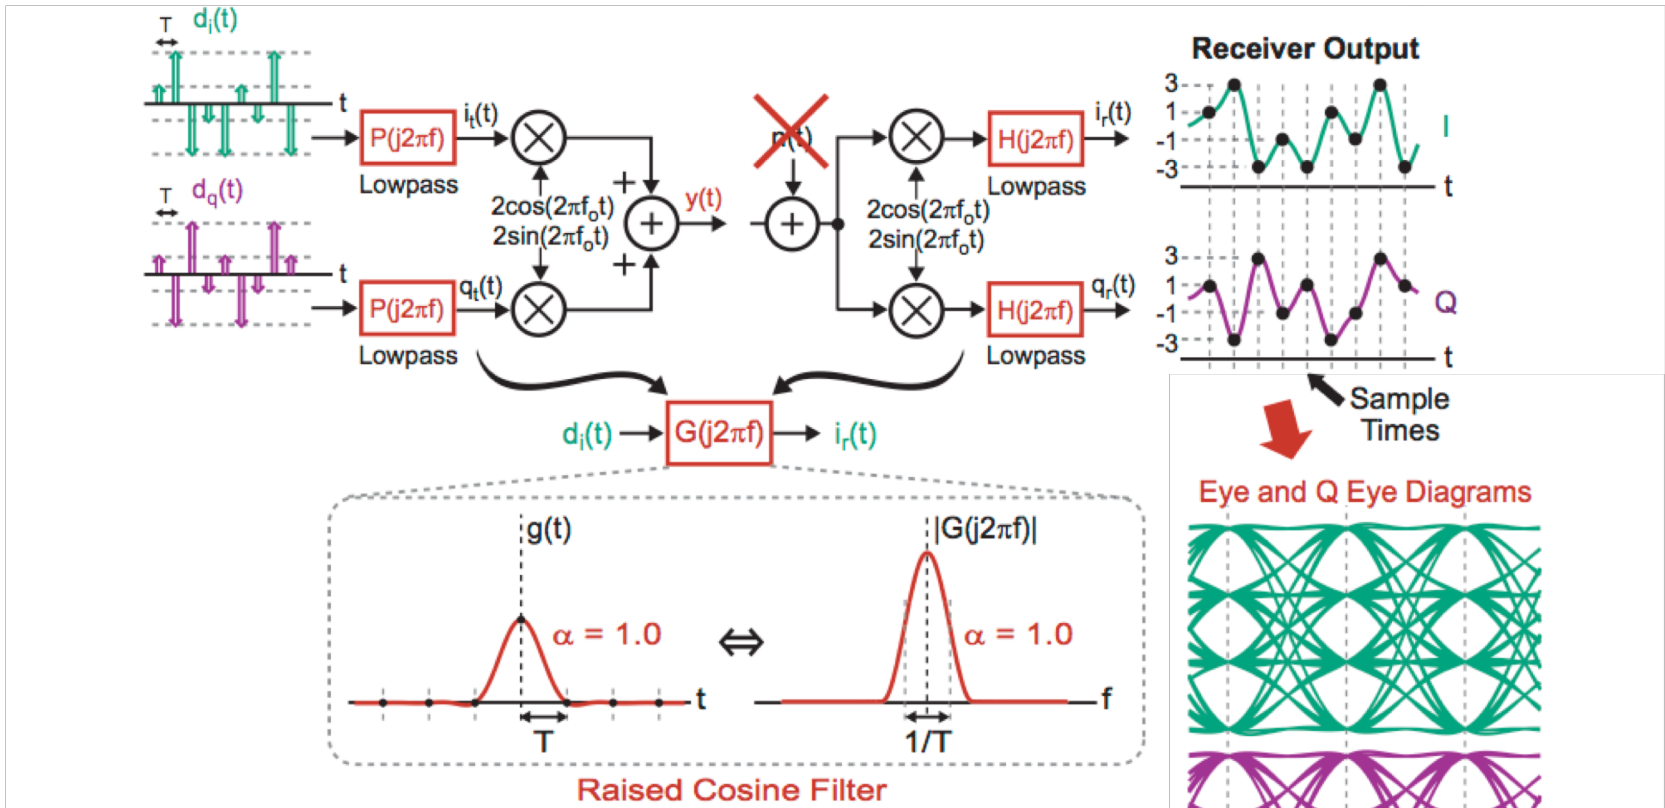 T
d_i(t)
t
P(j2πf)
Lowpass
i_t(t)
T
d_q(t)
t
P(j2πf)
Lowpass
q_t(t)
2cos(2πf_ot)
2sin(2πf_ot)
+
+
+
y(t)
n(t)
+
2cos(2πf_ot)
2sin(2πf_ot)
H(j2πf)
Lowpass
i_r(t)
H(j2πf)
Lowpass
q_r(t)
Receiver Output
3
1
-1
-3
I
t
3
1
-1
-3
Q
t
Sample
Times
d_i(t)
G(j2πf)
i_r(t)
g(t)
α = 1.0
t
T
|G(j2πf)|
α = 1.0
f
1/T
Raised Cosine Filter
Eye and Q Eye Diagrams